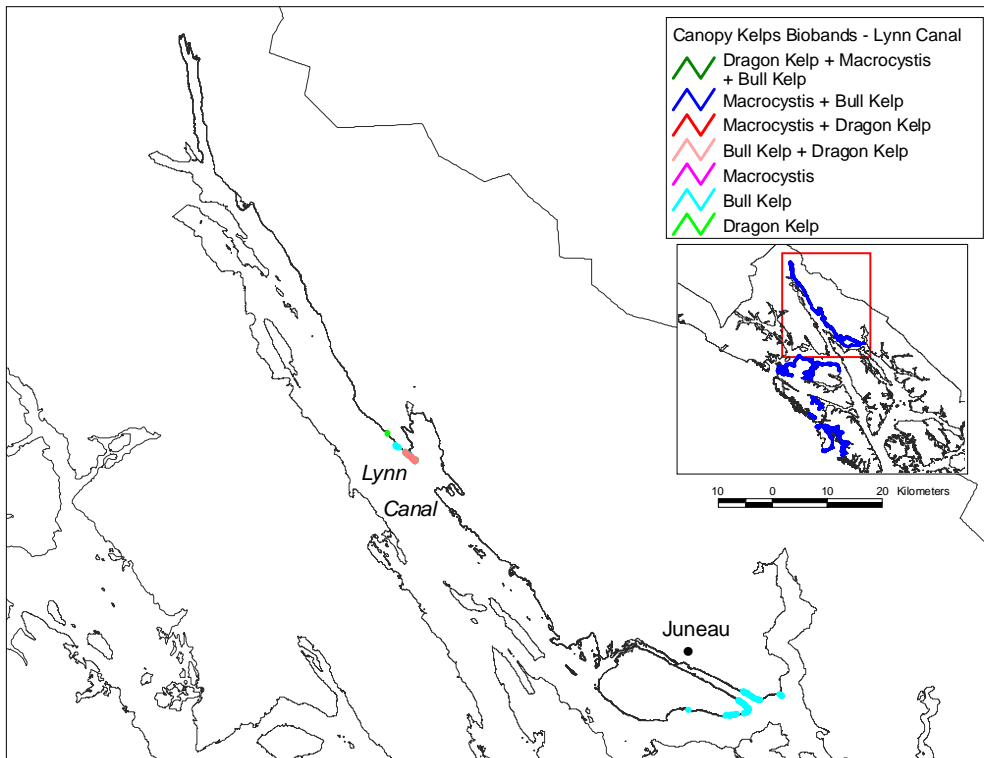 Canopy Kelps Biobands - Lynn Canal
Dragon Kelp + Macrocystis
+ Bull Kelp
Macrocystis + Bull Kelp
Macrocystis + Dragon Kelp
Bull Kelp + Dragon Kelp
Macrocystis
Bull Kelp
Dragon Kelp
10 0 10 20 Kilometers
Lynn
Canal
Juneau